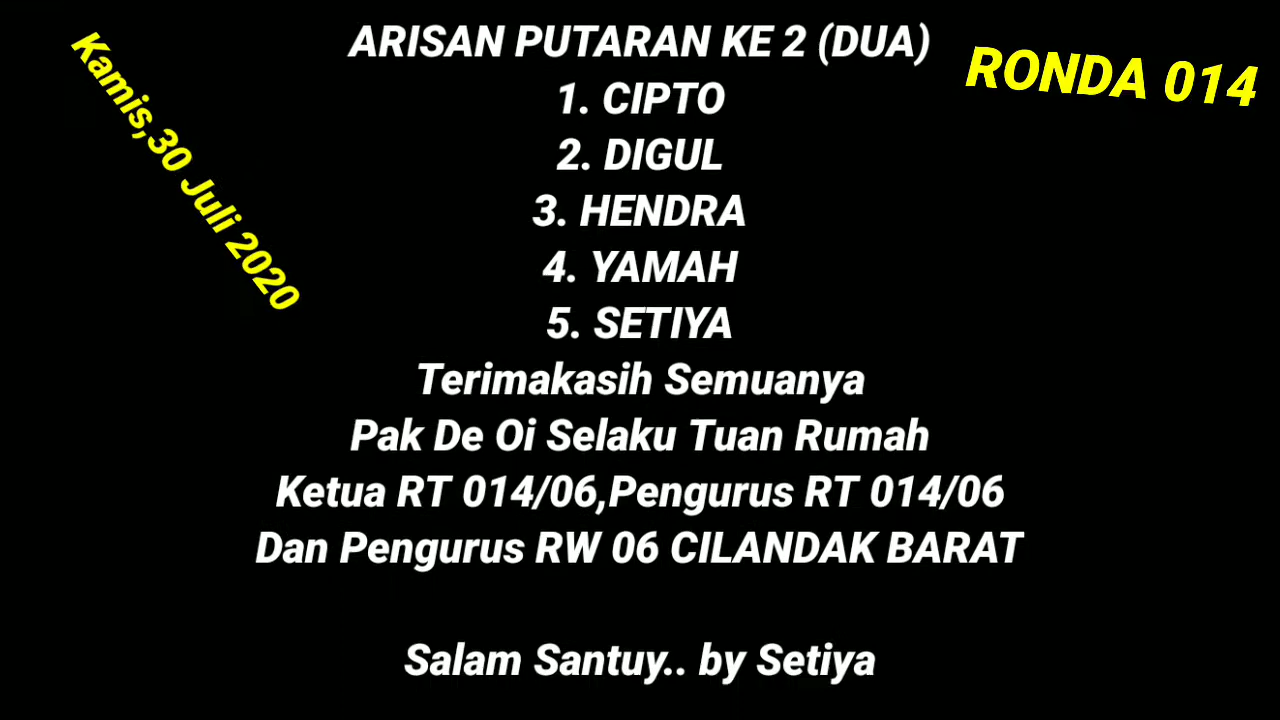 Kamis,30 Juli 2020
RONDA 014
ARISAN PUTARAN KE 2 (DUA)
1. CIPTO
2. DIGUL
3. HENDRA
4. YAMAH
5. SETIYA
Terimakasih Semuanya
Pak De Oi Selaku Tuan Rumah
Ketua RT 014/06,Pengurus RT 014/06
Dan Pengurus RW 06 CILANDAK BARAT
Salam Santuy.. by Setiya